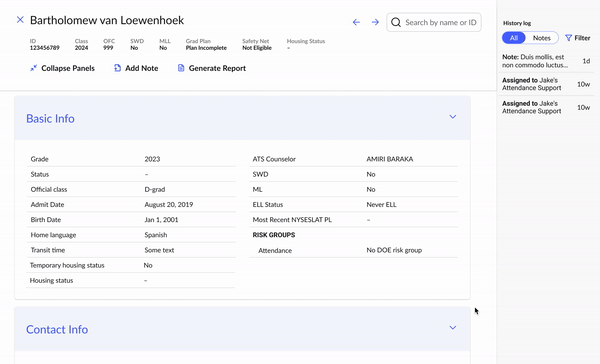 Bartholomew van Loewenhoek
Search by name or ID
ID Class OFC SWD MLL Grad Plan Safety Net Housing Status
123456789 2024 999 No No Plan Incomplete Not Eligible –
Collapse Panels Add Note Generate Report
Basic Info
Grade 2023
Status –
Official class D-grad
Admit Date August 20, 2019
Birth Date Jan 1, 2001
Home language Spanish
Transit time Some text
Temporary housing status No
Housing status –
ATS Counselor AMIRI BARAKA
SWD No
ML No
ELL Status Never ELL
Most Recent NYSESLAT PL –
RISK GROUPS
Attendance No DOE risk group
Contact Info
History log
All Notes Filter
Note: Duis mollis, est
non commodo luctus... 1d
Assigned to Jake's
Attendance Support 10w
Assigned to Jake's
Attendance Support 10w